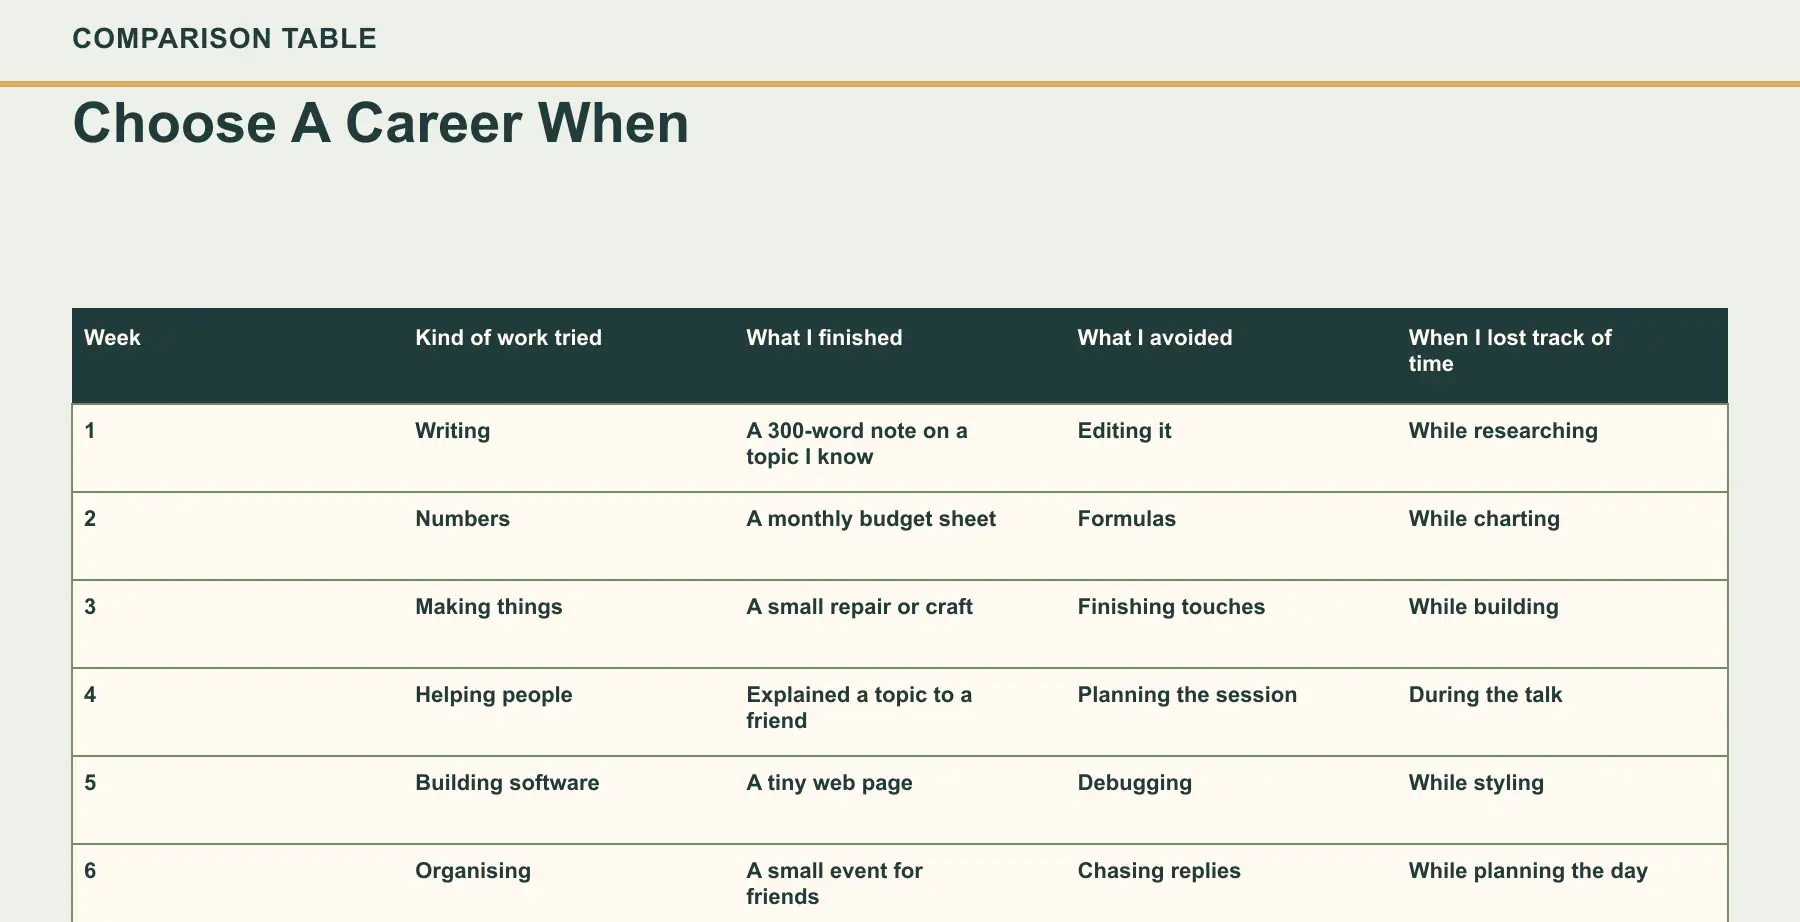 COMPARISON TABLE
Choose A Career When
Week Kind of work tried What I finished What I avoided When I lost track of
time
1 Writing A 300-word note on a Editing it While researching
topic I know
2 Numbers A monthly budget sheet Formulas While charting
3 Making things A small repair or craft Finishing touches While building
4 Helping people Explained a topic to a Planning the session During the talk
friend
5 Building software A tiny web page Debugging While styling
6 Organising A small event for Chasing replies While planning the day
friends